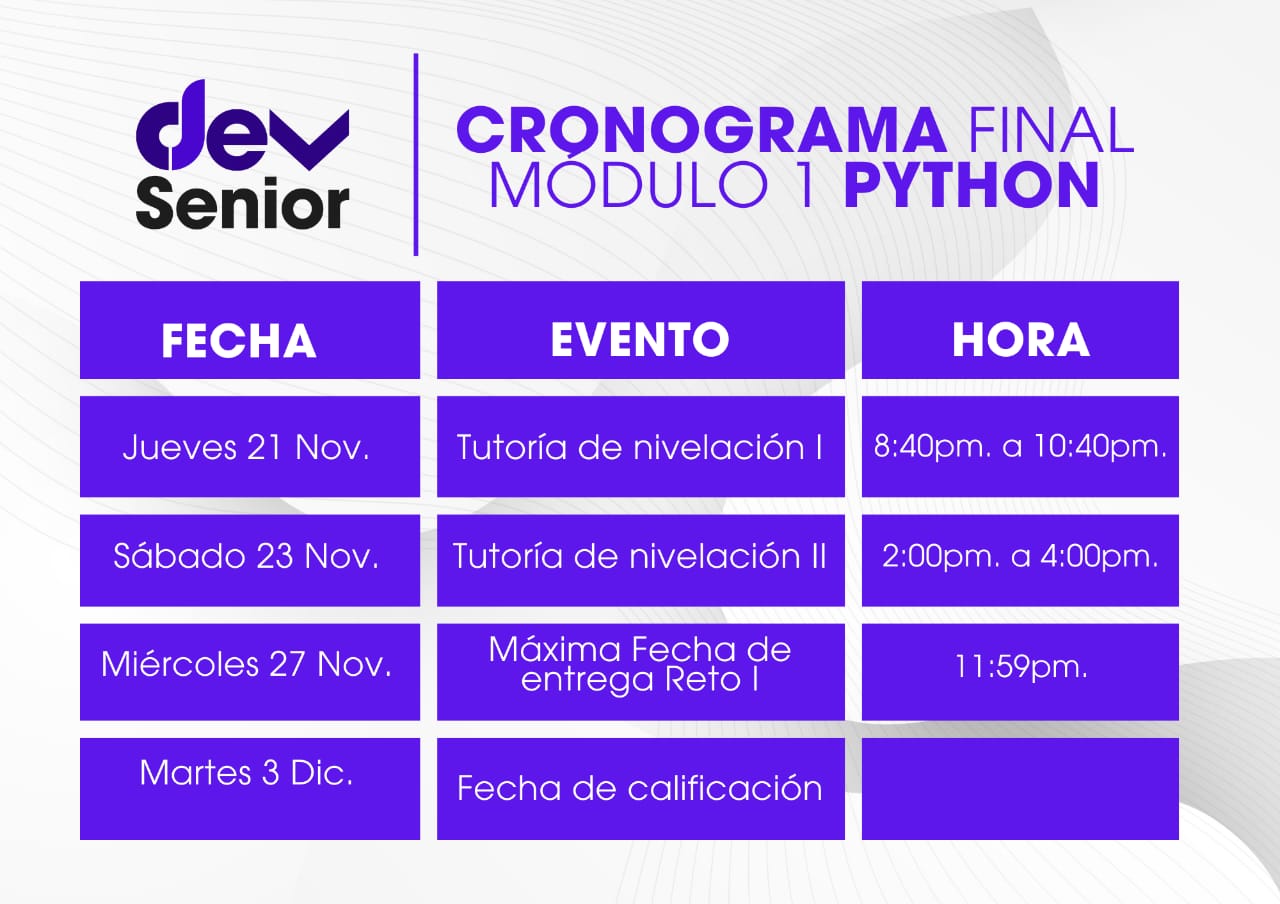 dev
Senior
CRONOGRAMA FINAL
MÓDULO 1 PYTHON
FECHA EVENTO HORA
Jueves 21 Nov. Tutoría de nivelación I 8:40pm. a 10:40pm.
Sábado 23 Nov. Tutoría de nivelación II 2:00pm. a 4:00pm.
Miércoles 27 Nov. Máxima Fecha de
entrega Reto I 11:59pm.
Martes 3 Dic. Fecha de calificación